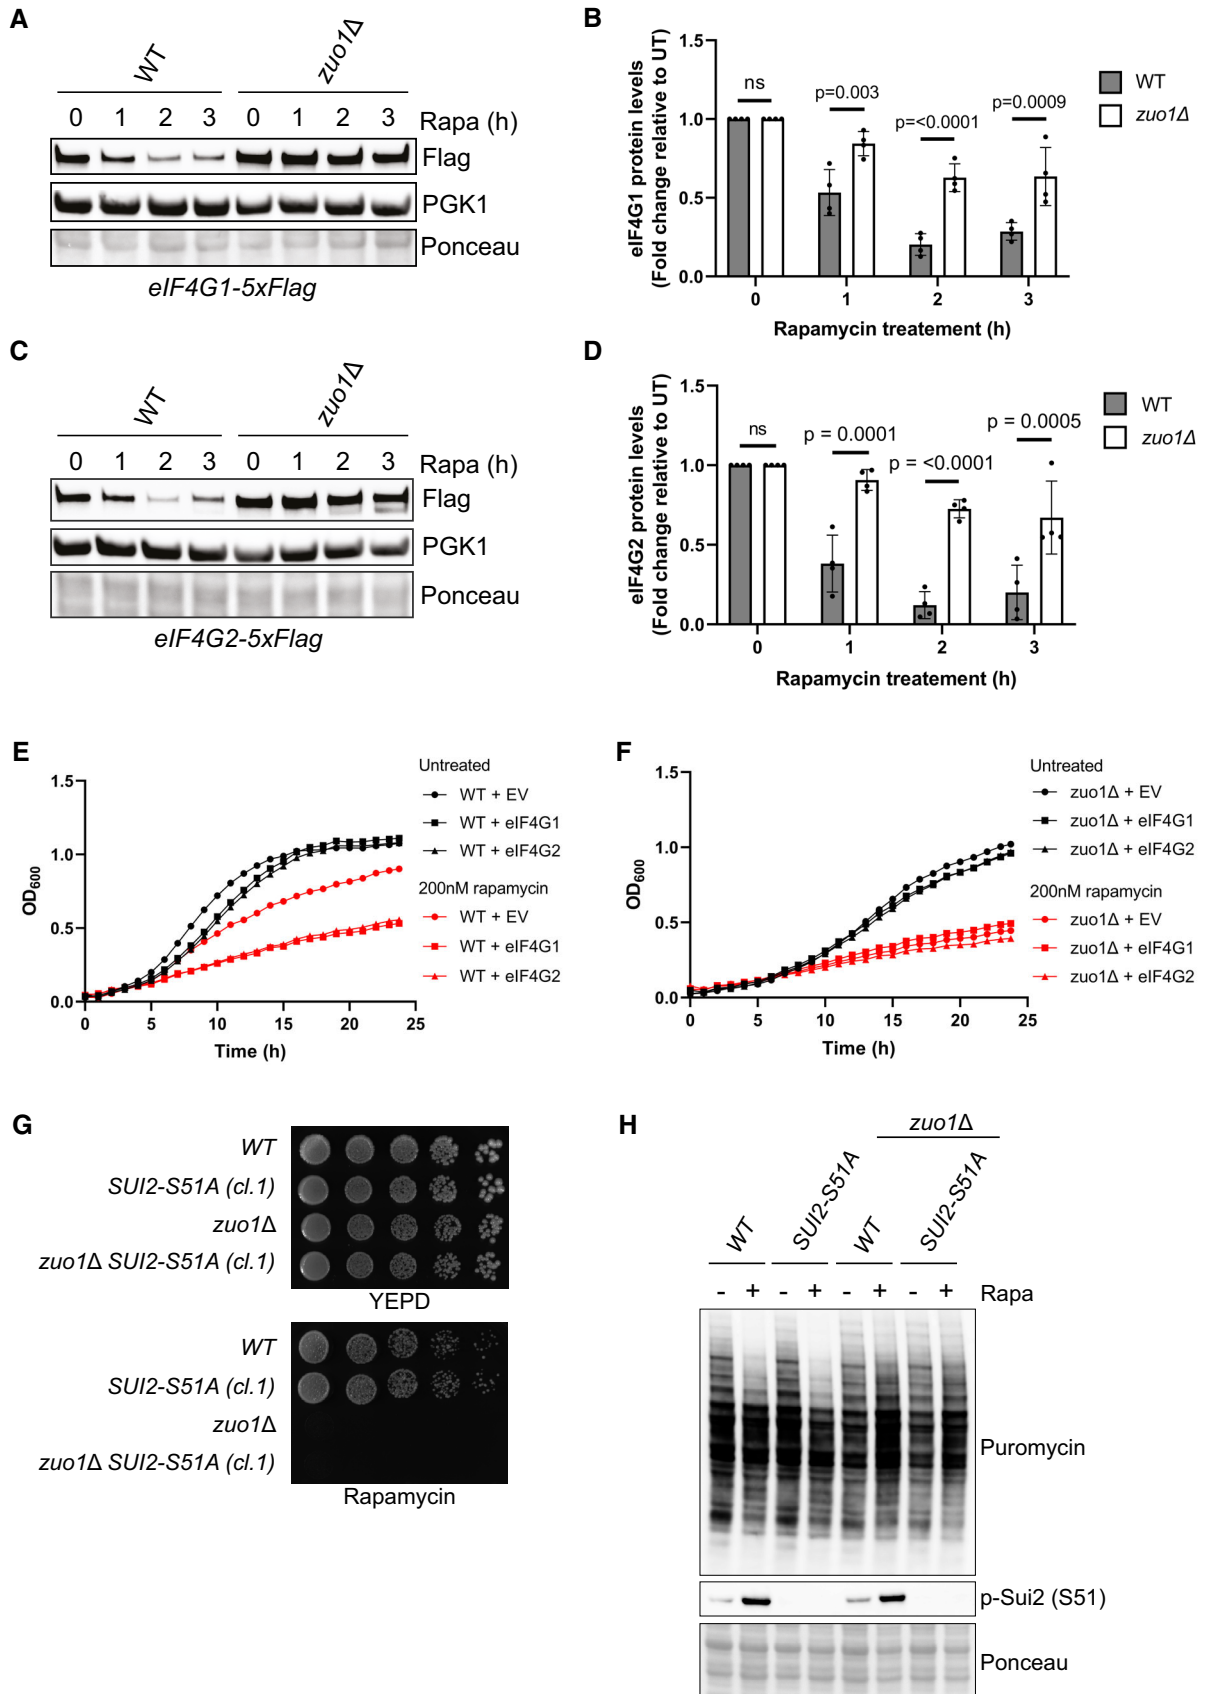 A
WT
zuo1Δ
0 1 2 3 0 1 2 3 Rapa (h)
Flag
PGK1
Ponceau
eIF4G1-5xFlag
B
eIF4G1 protein levels
(Fold change relative to UT)
1.5
1.0
0.5
0.0
ns
p=0.003
p=<0.0001
p=0.0009
WT
zuo1Δ
0 1 2 3
Rapamycin treatement (h)
C
WT
zuo1Δ
0 1 2 3 0 1 2 3 Rapa (h)
Flag
PGK1
Ponceau
eIF4G2-5xFlag
D
eIF4G2 protein levels
(Fold change relative to UT)
1.5
1.0
0.5
0.0
ns
p = 0.0001
p = <0.0001
p = 0.0005
WT
zuo1Δ
0 1 2 3
Rapamycin treatement (h)
E
OD600
1.5
1.0
0.5
0.0
0 5 10 15 20 25
Time (h)
Untreated
WT + EV
WT + eIF4G1
WT + eIF4G2
200nM rapamycin
WT + EV
WT + eIF4G1
WT + eIF4G2
F
OD600
1.5
1.0
0.5
0.0
0 5 10 15 20 25
Time (h)
Untreated
zuo1Δ + EV
zuo1Δ + eIF4G1
zuo1Δ + eIF4G2
200nM rapamycin
zuo1Δ + EV
zuo1Δ + eIF4G1
zuo1Δ + eIF4G2
G
WT
SUI2-S51A (cl.1)
zuo1Δ
zuo1Δ SUI2-S51A (cl.1)
YEPD
WT
SUI2-S51A (cl.1)
zuo1Δ
zuo1Δ SUI2-S51A (cl.1)
Rapamycin
H
zuo1Δ
WT
SUI2-S51A
WT
SUI2-S51A
- + - + - + - + Rapa
Puromycin
p-Sui2 (S51)
Ponceau